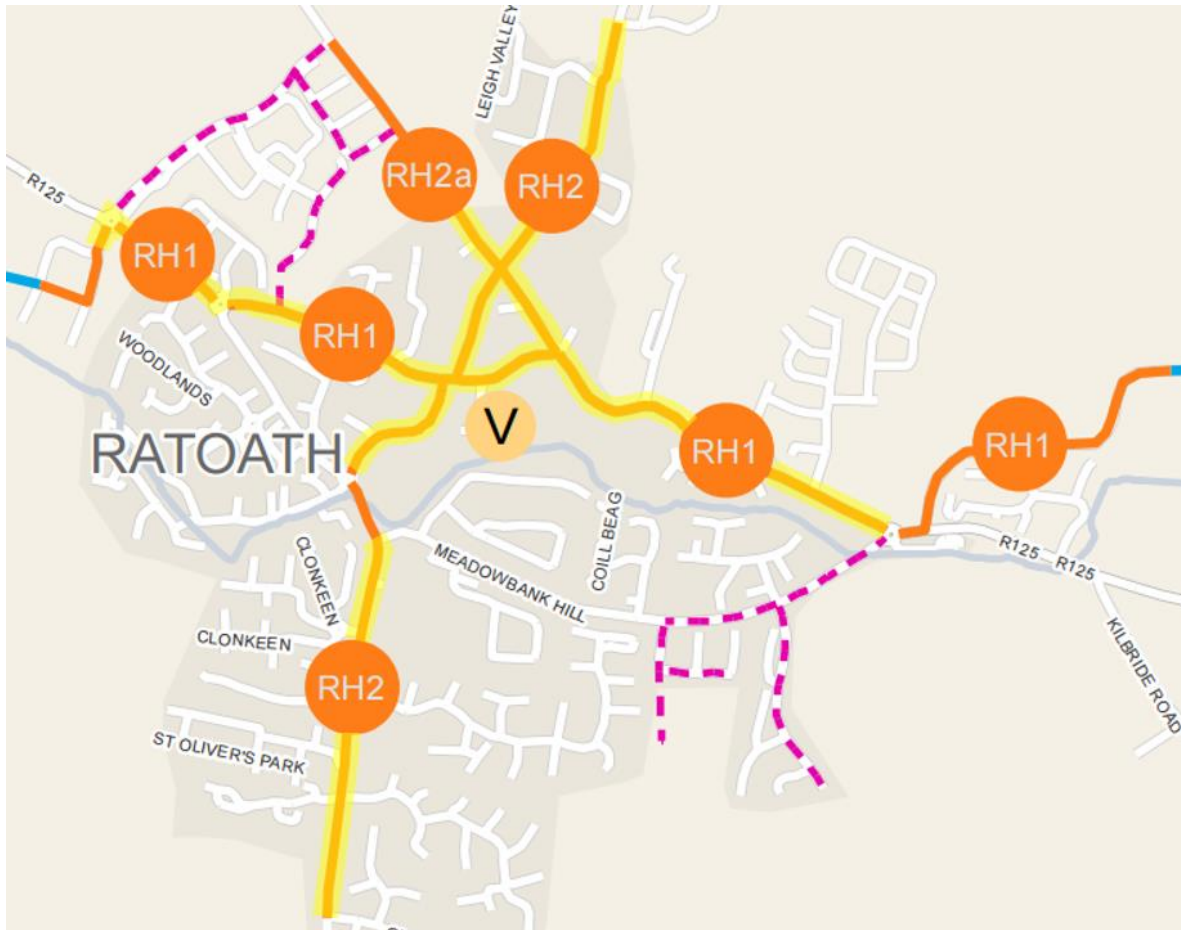 LEIGH VALLEY
RH2a
RH2
R125
RH1
RH1
WOODLANDS
V
RATOATH
RH1
RH1
COILL BEAG
CLONKEEN
MEADOWBANK HILL
R125
R125
CLONKEEN
KILBRIDE ROAD
RH2
ST OLIVER'S PARK